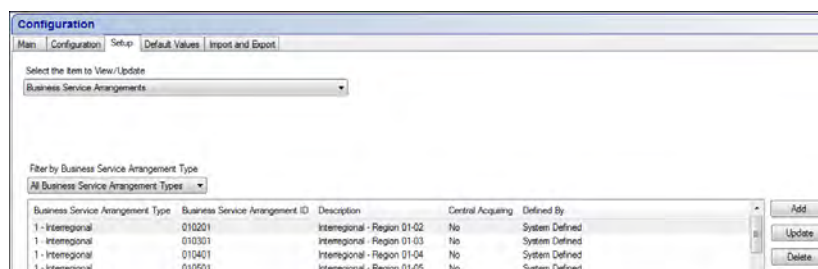 Configuration
Main Configuration Setup Default Values Import and Export
Select the Item to View/Update
Business Service Arrangements
Filter by Business Service Arrangement Type
All Business Service Arrangement Types
Business Service Arrangement Type Business Service Arrangement ID Description Central Acquiring Defined By
Add
1 - Interregional 010201 Interregional - Region 01-02 No System Defined
Update
1 - Interregional 010301 Interregional - Region 01-03 No System Defined
1 - Interregional 010401 Interregional - Region 01-04 No System Defined
Delete
1 - Interregional 010501 Interregional - Region 01-05 No System Defined